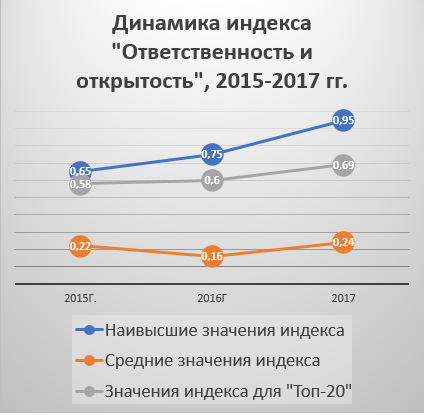 Динамика индекса
"Ответственность и
открытость", 2015-2017 гг.
0,95
0,75
0,65
0,69
0,58
0,6
0,22
0,16
0,24
2015Г.
2016Г
2017
Наивысшие значения индекса
Средние значения индекса
Значения индекса для "Топ-20"